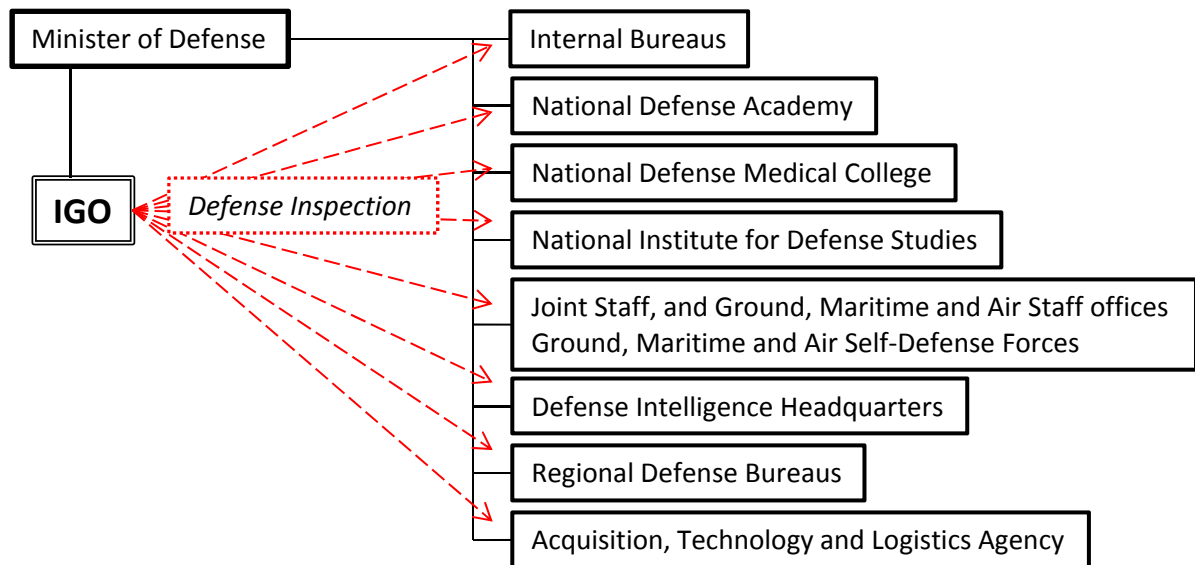 Minister of Defense
Internal Bureaus
National Defense Academy
National Defense Medical College
IGO
Defense Inspection
National Institute for Defense Studies
Joint Staff, and Ground, Maritime and Air Staff offices
Ground, Maritime and Air Self-Defense Forces
Defense Intelligence Headquarters
Regional Defense Bureaus
Acquisition, Technology and Logistics Agency